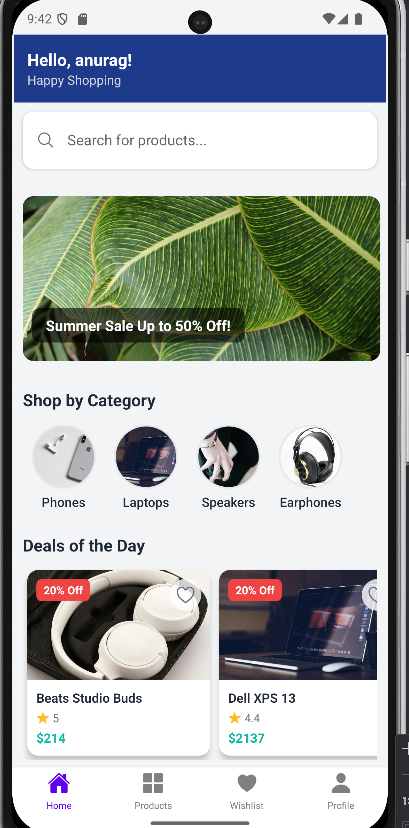 9:42
Hello, anurag!
Happy Shopping
Search for products...
Summer Sale Up to 50% Off!
Shop by Category
Phones Laptops Speakers Earphones
Deals of the Day
20% Off 20% Off
Beats Studio Buds Dell XPS 13
5 4.4
$214 $2137
Home Products Wishlist Profile